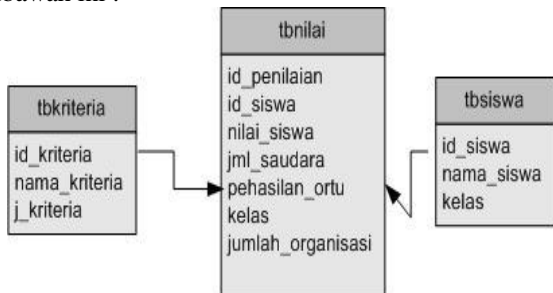 tbnilai
id_penilaian
id_siswa
nilai_siswa
jml_saudara
pehasilan_ortu
kelas
jumlah_organisasi
tbkriteria
id_kriteria
nama_kriteria
j_kriteria
tbsiswa
id_siswa
nama_siswa
kelas